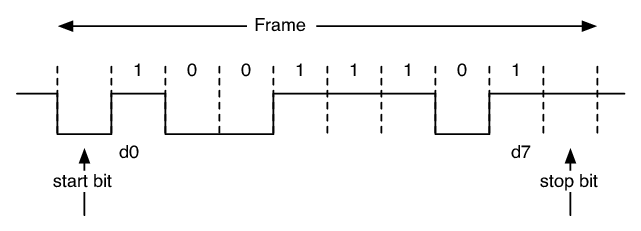 Frame
1 0 0 1 1 1 0 1
d0 d7
start bit stop bit